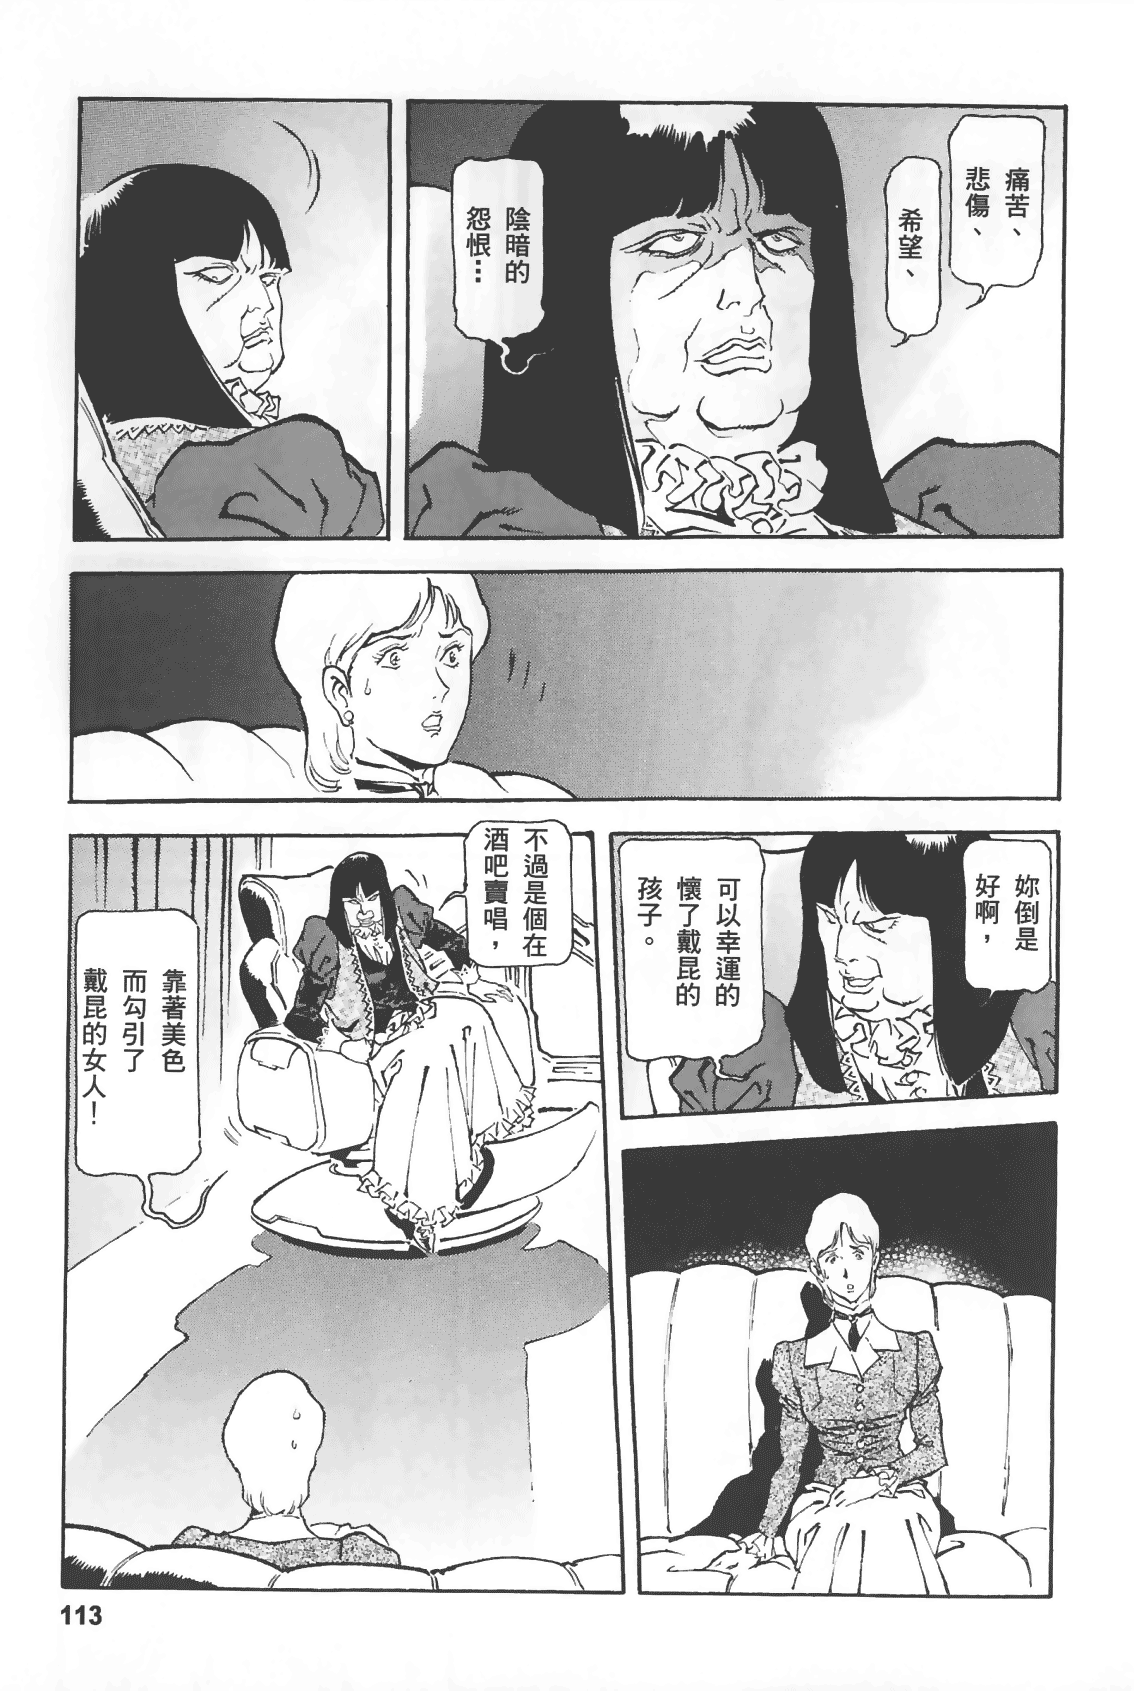 痛苦、
悲傷、
希望、
陰暗的
怨恨…
妳倒是
好啊，
可以幸運的
懷了戴昆的
孩子。
不過是個在
酒吧賣唱，
靠著美色
而勾引了
戴昆的女人！
113